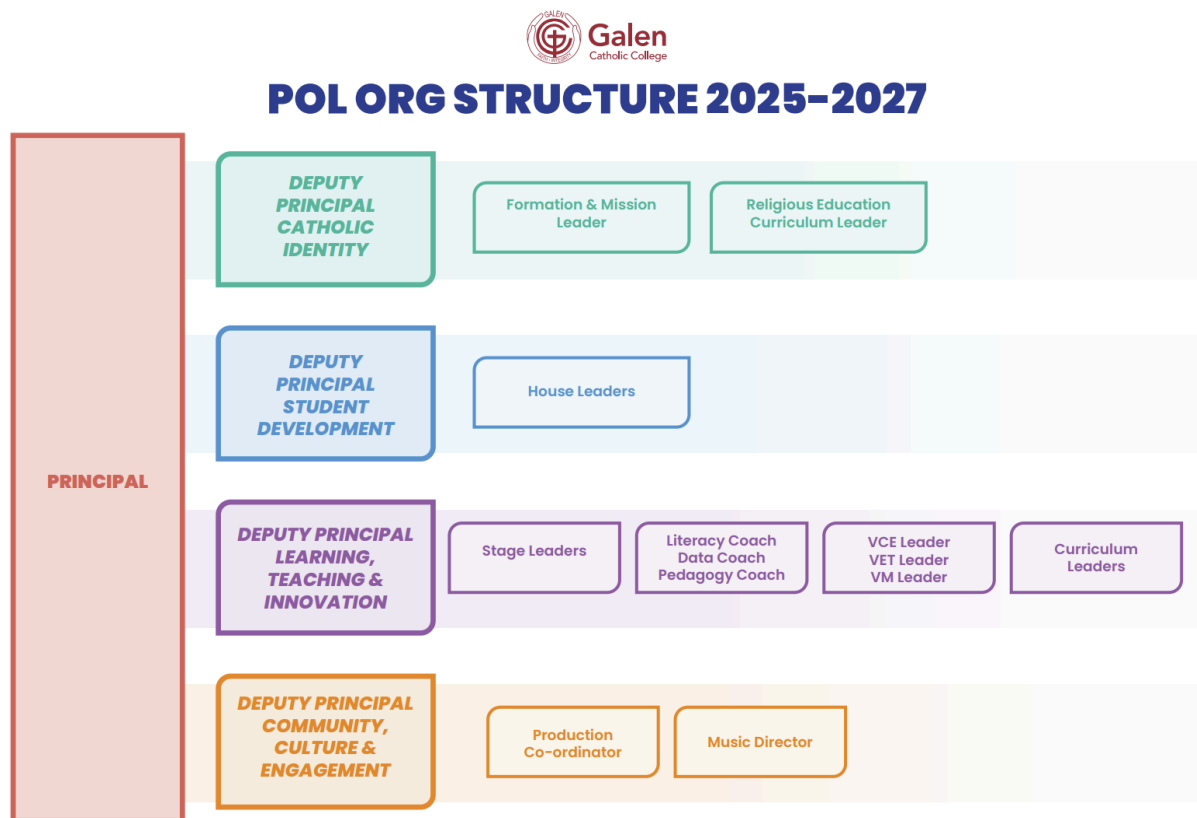 GALEN
Galen
Catholic College
POL ORG STRUCTURE 2025-2027
PRINCIPAL
DEPUTY
PRINCIPAL
CATHOLIC
IDENTITY
Formation & Mission
Leader
Religious Education
Curriculum Leader
DEPUTY
PRINCIPAL
STUDENT
DEVELOPMENT
House Leaders
DEPUTY PRINCIPAL
LEARNING,
TEACHING &
INNOVATION
Stage Leaders
Literacy Coach
Data Coach
Pedagogy Coach
VCE Leader
VET Leader
VM Leader
Curriculum
Leaders
DEPUTY PRINCIPAL
COMMUNITY,
CULTURE &
ENGAGEMENT
Production
Co-ordinator
Music Director